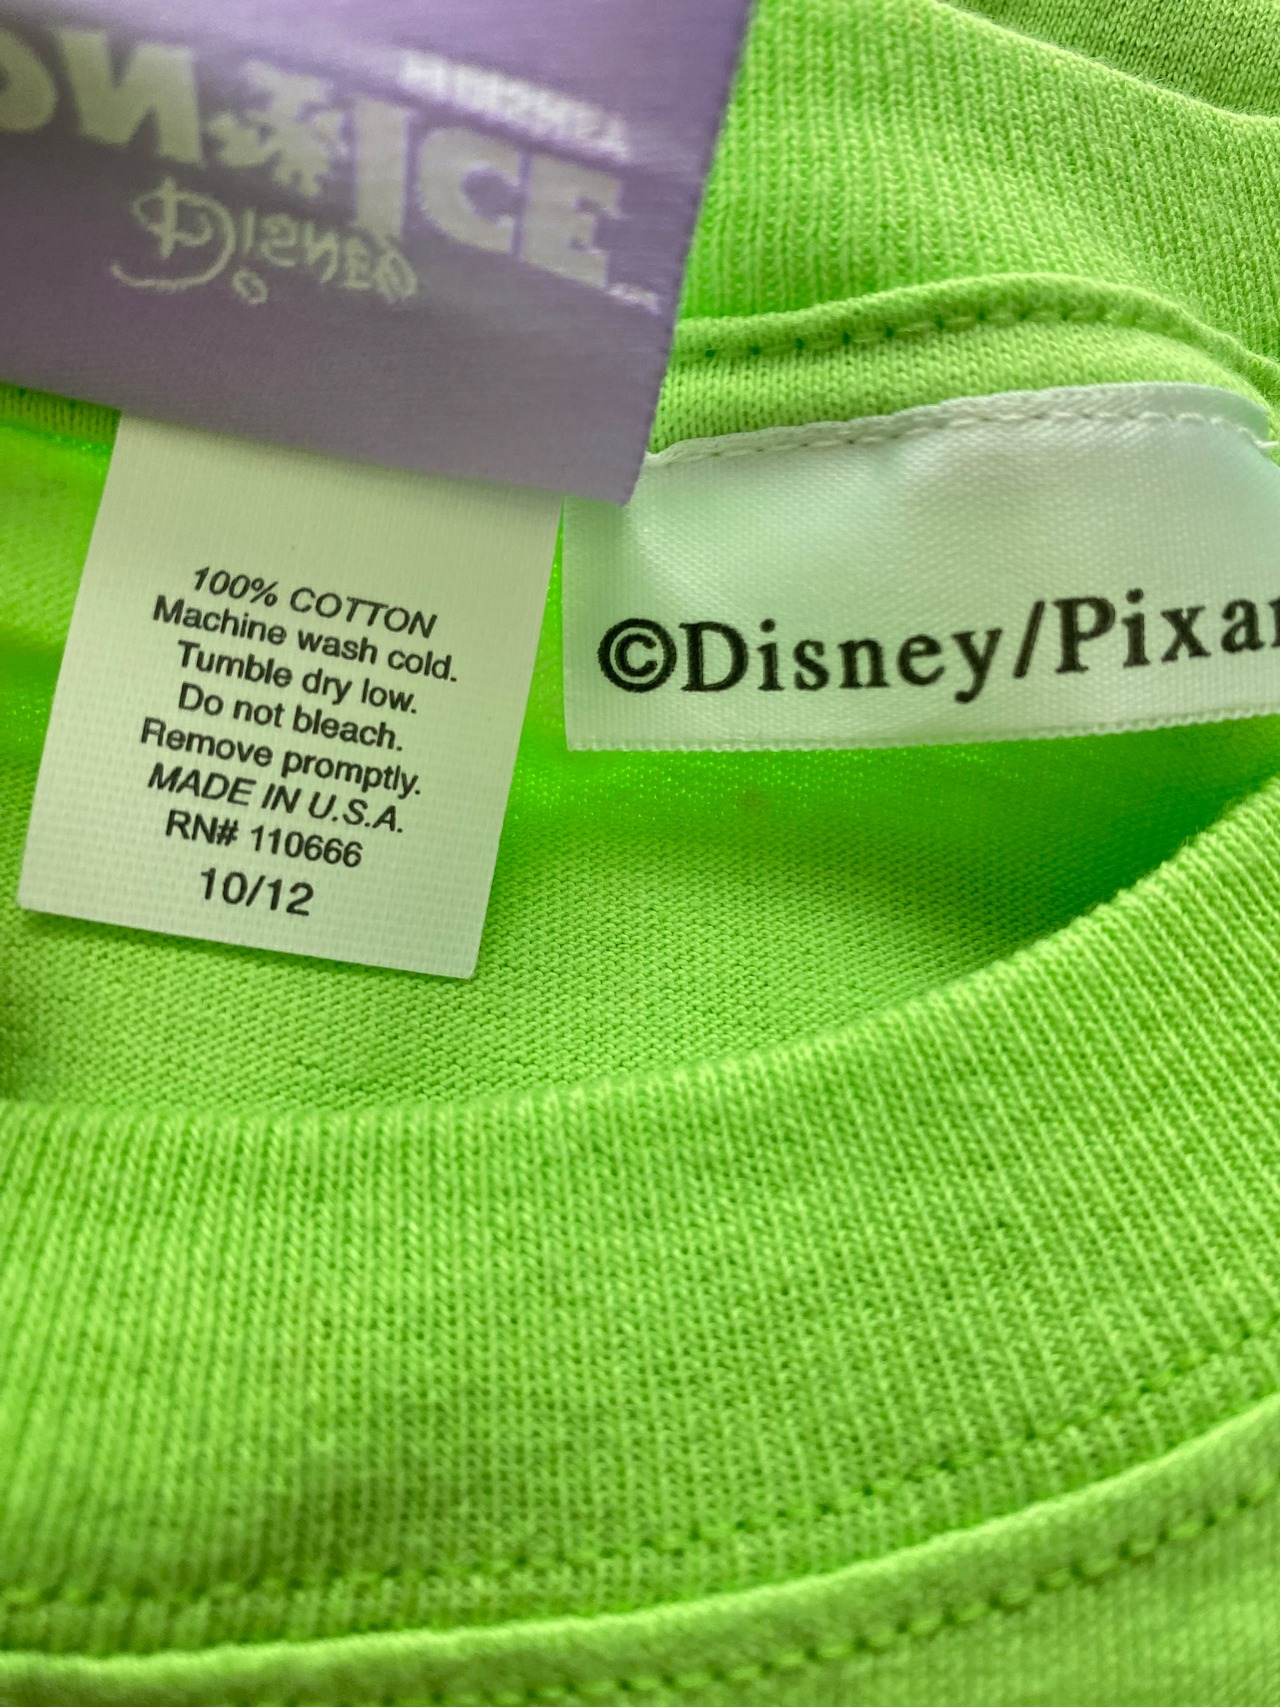 ON ICE
Disney
100% COTTON
Machine wash cold.
Tumble dry low.
Do not bleach.
Remove promptly.
MADE IN U.S.A.
RN# 110666
10/12
©Disney/Pixar